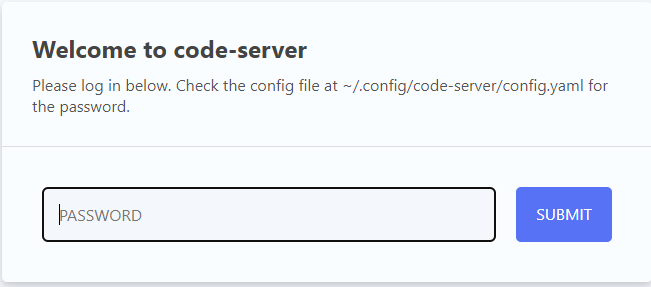 Welcome to code-server
Please log in below. Check the config file at ~/.config/code-server/config.yaml for
the password.
PASSWORD
SUBMIT